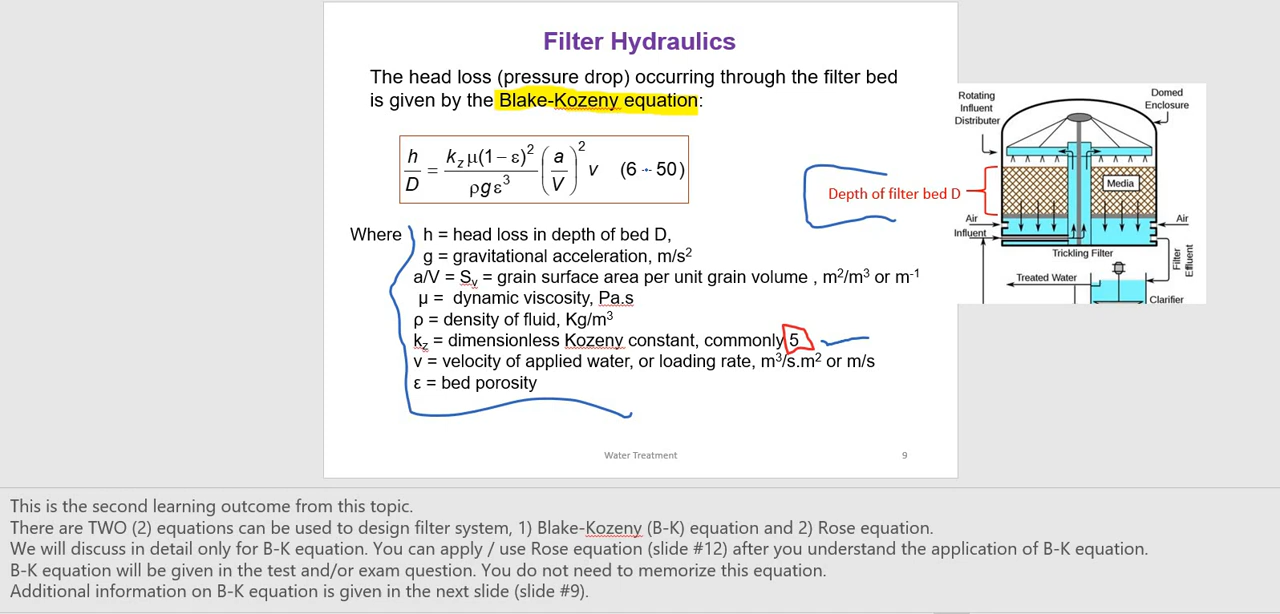 Filter Hydraulics
The head loss (pressure drop) occurring through the filter bed
is given by the Blake-Kozeny equation:
h/D = k_z μ(1 − ε)² / ρgε³ (a/V)² v (6 -- 50)
Where h = head loss in depth of bed D,
g = gravitational acceleration, m/s²
a/V = Sᵥ = grain surface area per unit grain volume , m²/m³ or m⁻¹
μ = dynamic viscosity, Pa.s
ρ = density of fluid, Kg/m³
k_z = dimensionless Kozeny constant, commonly 5
v = velocity of applied water, or loading rate, m³/s.m² or m/s
ε = bed porosity
Water Treatment 9
Depth of filter bed D
Rotating
Influent
Distributer
Domed
Enclosure
Media
Air
Air
Influent
Trickling Filter
Filter
Effluent
Treated Water
Clarifier
This is the second learning outcome from this topic.
There are TWO (2) equations can be used to design filter system, 1) Blake-Kozeny (B-K) equation and 2) Rose equation.
We will discuss in detail only for B-K equation. You can apply / use Rose equation (slide #12) after you understand the application of B-K equation.
B-K equation will be given in the test and/or exam question. You do not need to memorize this equation.
Additional information on B-K equation is given in the next slide (slide #9).